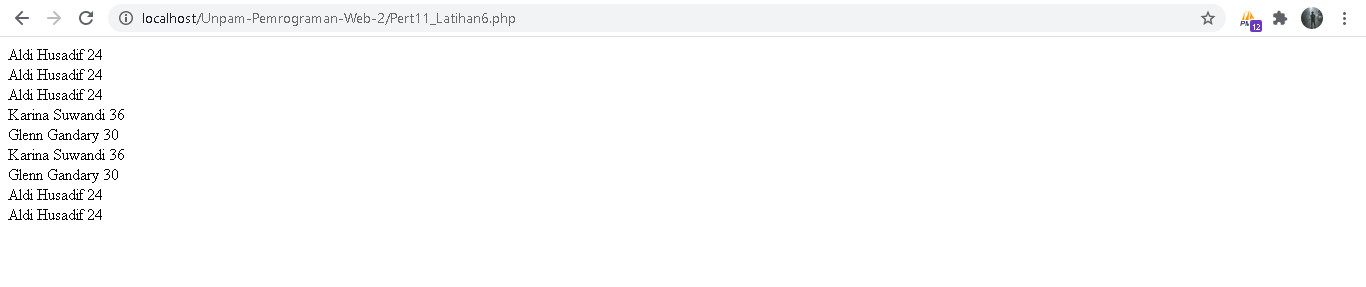 localhost/Unpam-Pemrograman-Web-2/Pert11_Latihan6.php
12
Aldi Husadif 24
Aldi Husadif 24
Aldi Husadif 24
Karina Suwandi 36
Glenn Gandary 30
Karina Suwandi 36
Glenn Gandary 30
Aldi Husadif 24
Aldi Husadif 24